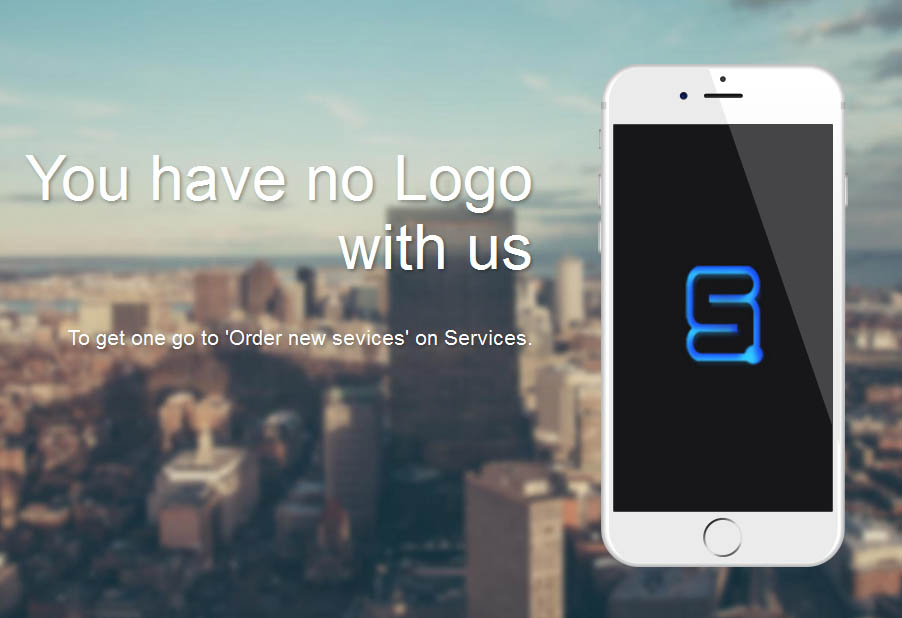 You have no Logo
with us
To get one go to 'Order new sevices' on Services.